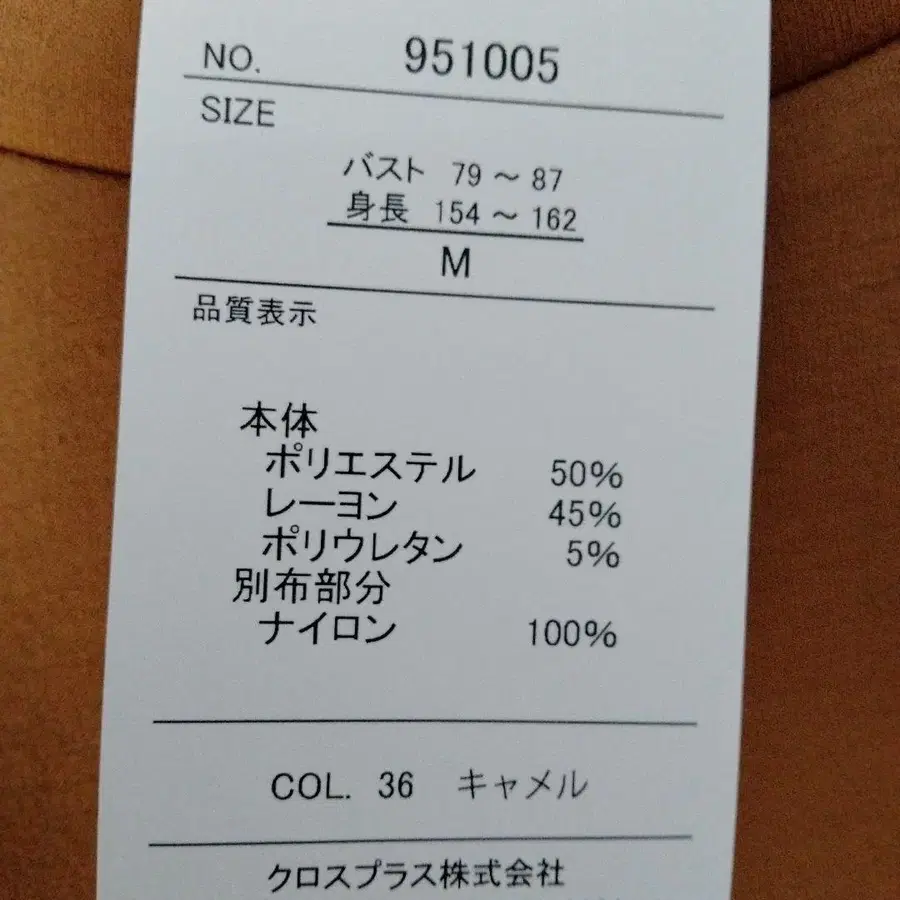 NO. 951005
SIZE
バスト 79 ～ 87
身長 154 ～ 162
M
品質表示
本体
ポリエステル 50%
レーヨン 45%
ポリウレタン 5%
別布部分
ナイロン 100%
COL. 36 キャメル
クロスプラス株式会社